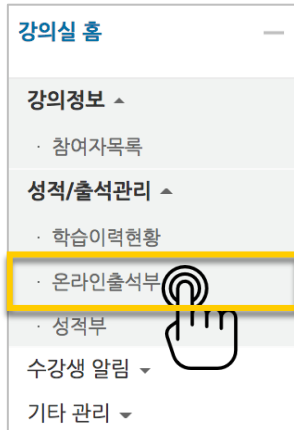 강의실 홈
강의정보
· 참여자목록
성적/출석관리
· 학습이력현황
· 온라인출석부
· 성적부
수강생 알림
기타 관리